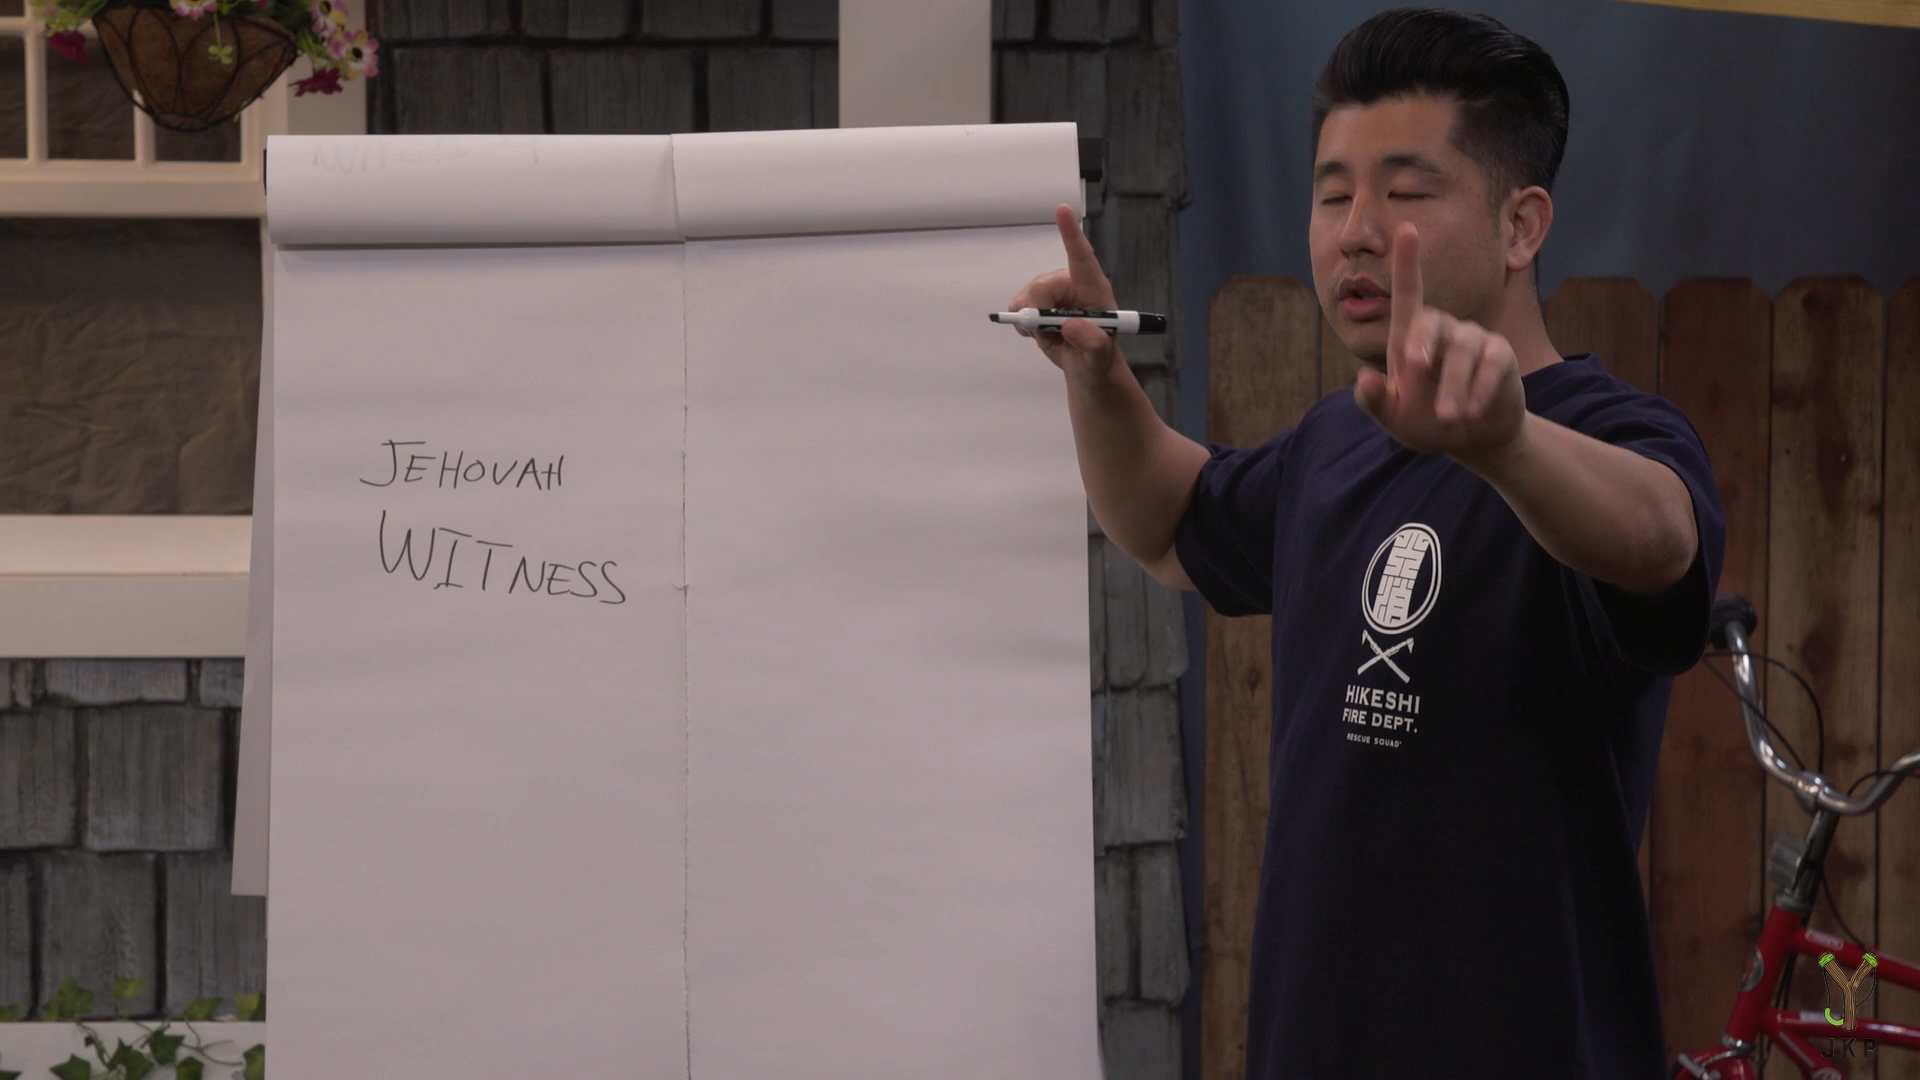 JEHOVAH
WITNESS
HIKESHI
FIRE DEPT.
RESCUE SQUAD
JKP